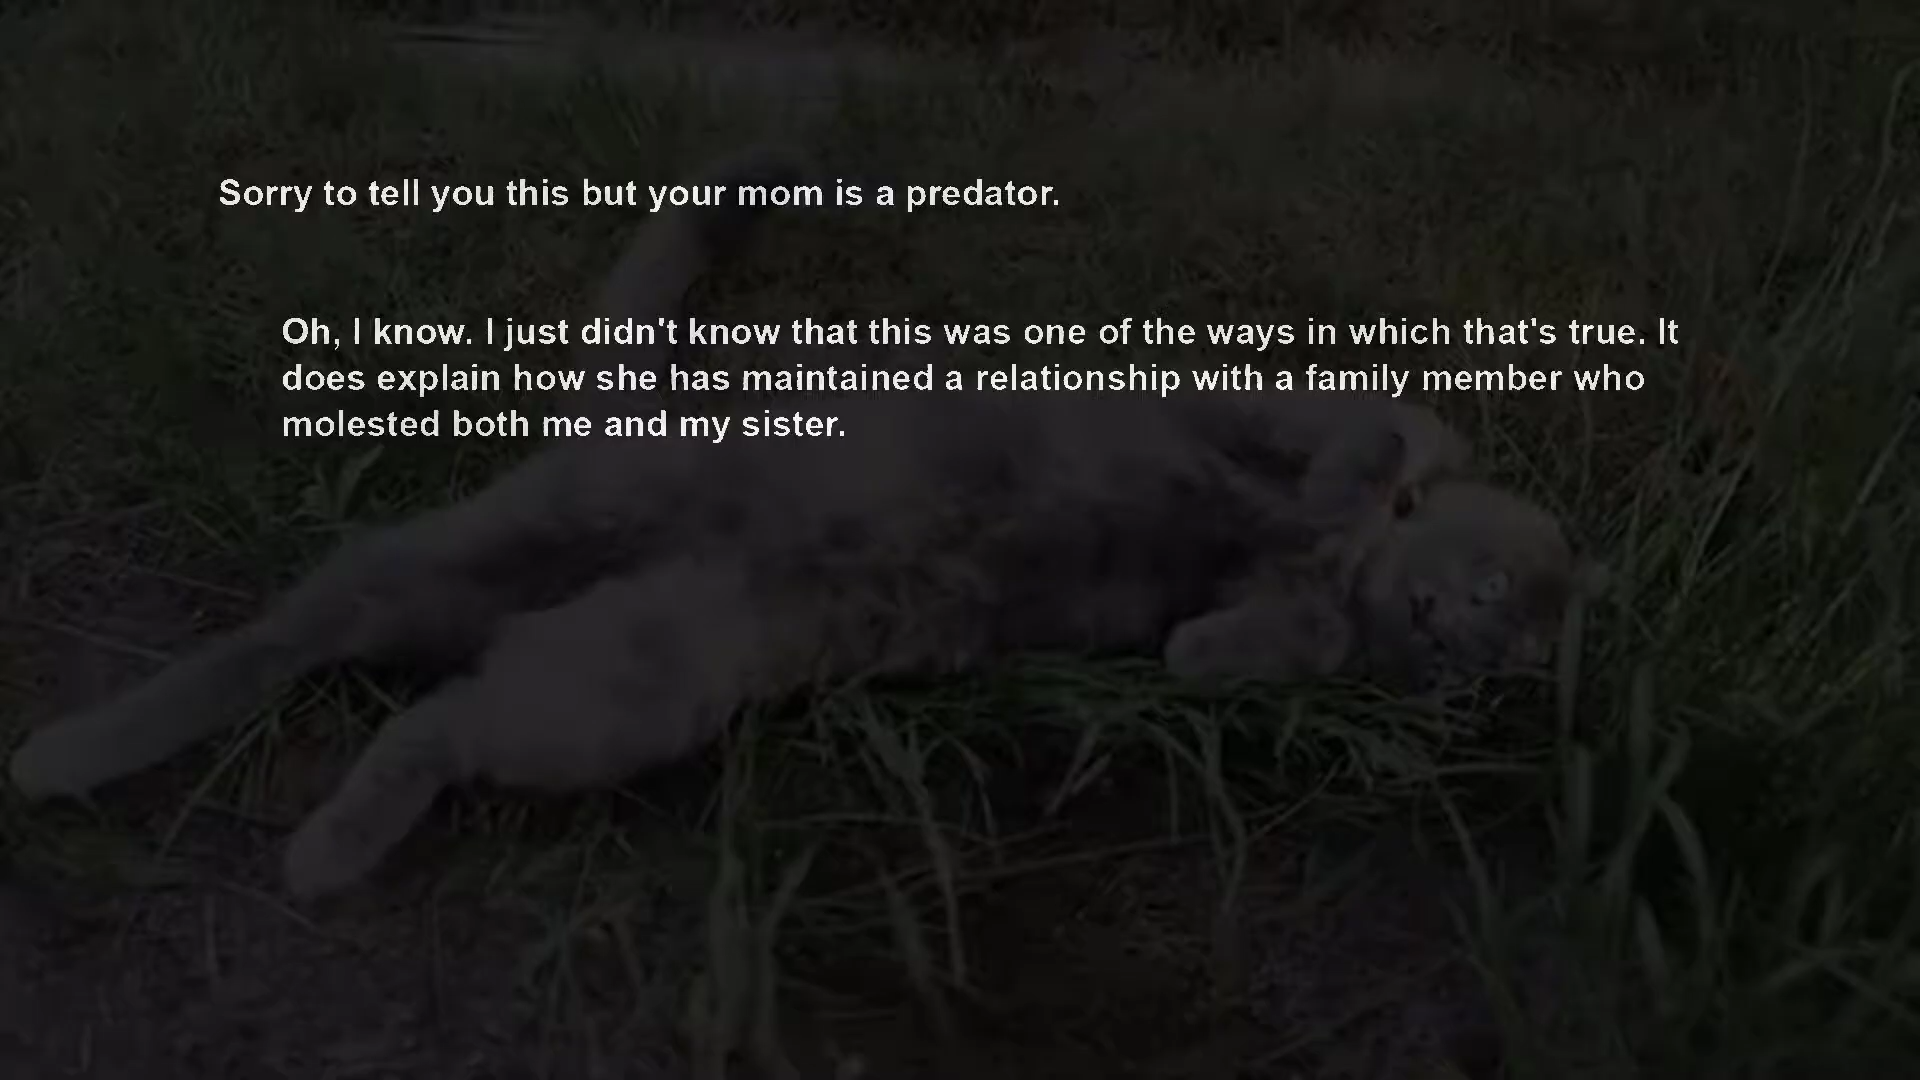 Sorry to tell you this but your mom is a predator.
Oh, I know. I just didn't know that this was one of the ways in which that's true. It
does explain how she has maintained a relationship with a family member who
molested both me and my sister.